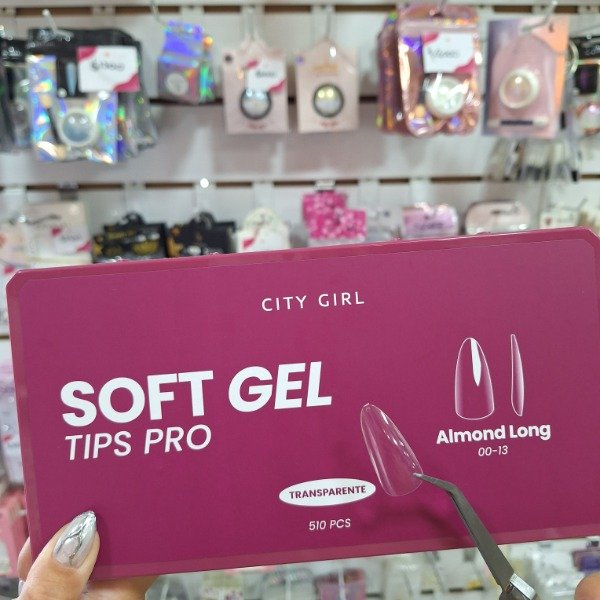 CITY GIRL
SOFT GEL
TIPS PRO
Almond Long
00-13
TRANSPARENTE
510 PCS